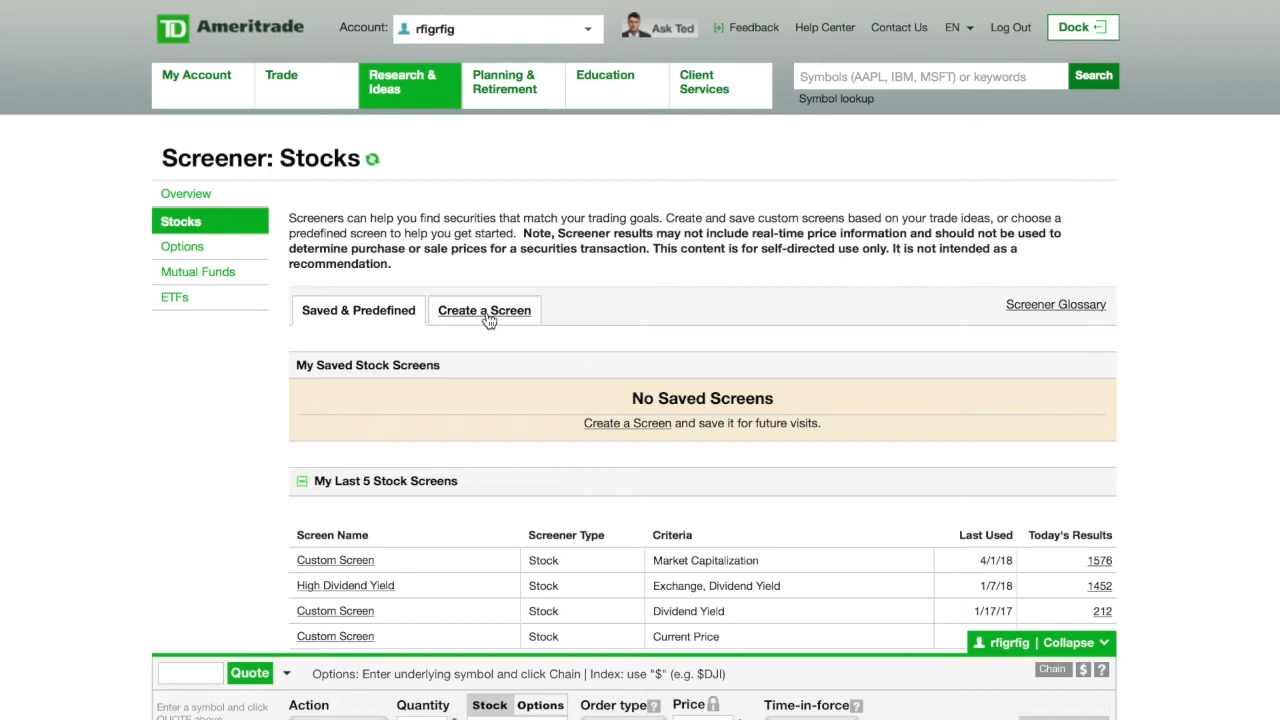 TD Ameritrade
Account: rfigrfig
Ask Ted
[+] Feedback
Help Center
Contact Us
EN
Log Out
Dock
My Account
Trade
Research &
Ideas
Planning &
Retirement
Education
Client
Services
Symbols (AAPL, IBM, MSFT) or keywords
Search
Symbol lookup
Screener: Stocks
Overview
Stocks
Options
Mutual Funds
ETFs
Screeners can help you find securities that match your trading goals. Create and save custom screens based on your trade ideas, or choose a
predefined screen to help you get started. Note, Screener results may not include real-time price information and should not be used to
determine purchase or sale prices for a securities transaction. This content is for self-directed use only. It is not intended as a
recommendation.
Saved & Predefined
Create a Screen
Screener Glossary
My Saved Stock Screens
No Saved Screens
Create a Screen and save it for future visits.
My Last 5 Stock Screens
Screen Name Screener Type Criteria Last Used Today's Results
Custom Screen Stock Market Capitalization 4/1/18 1576
High Dividend Yield Stock Exchange, Dividend Yield 1/7/18 1452
Custom Screen Stock Dividend Yield 1/17/17 212
Custom Screen Stock Current Price
rfigrfig | Collapse
Quote
Options: Enter underlying symbol and click Chain | Index: use "$" (e.g. $DJI)
Chain $ ?
Enter a symbol and click
QUOTE above
Action Quantity Stock Options Order type ? Price Time-in-force ?